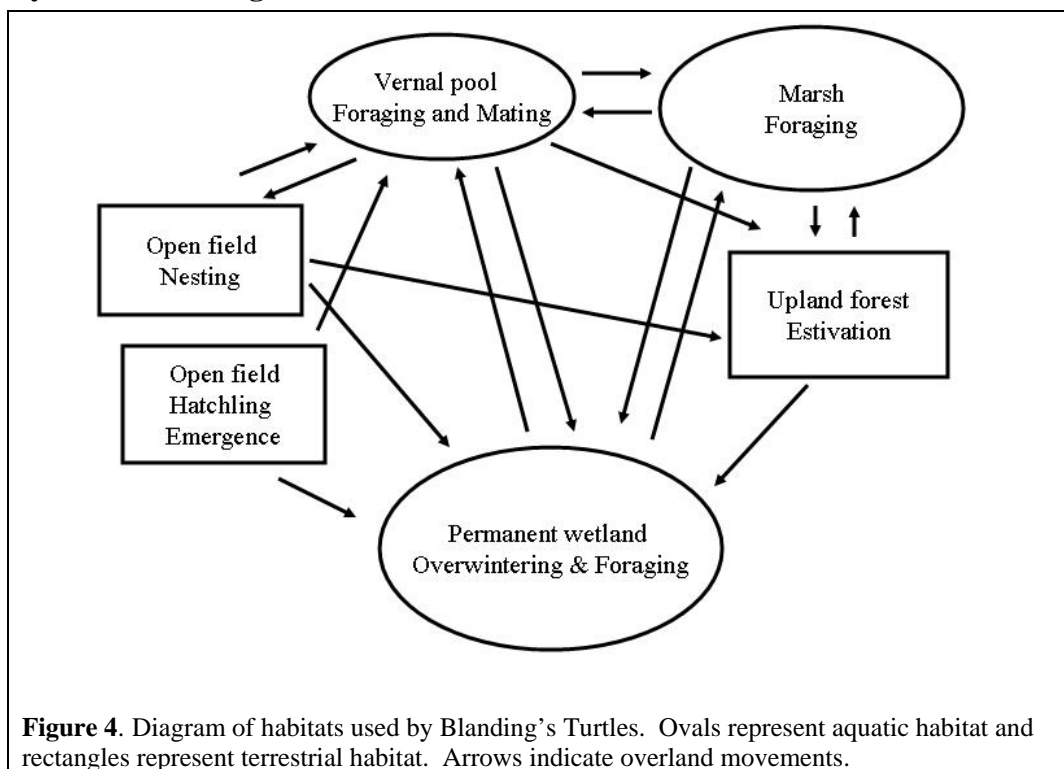 Vernal pool
Foraging and Mating
Marsh
Foraging
Open field
Nesting
Upland forest
Estivation
Open field
Hatchling
Emergence
Permanent wetland
Overwintering & Foraging
Figure 4. Diagram of habitats used by Blanding's Turtles. Ovals represent aquatic habitat and
rectangles represent terrestrial habitat. Arrows indicate overland movements.